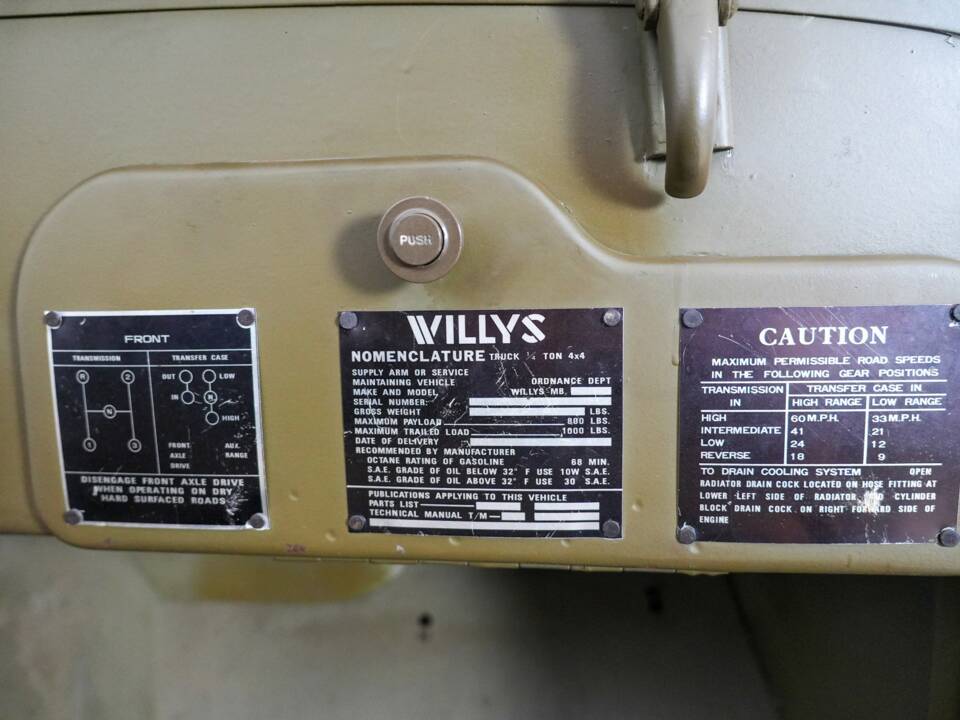 PUSH
FRONT
TRANSMISSION
TRANSFER CASE
R 2
N
1 3
OUT LOW
IN N
HIGH
FRONT AUX.
AXLE RANGE
DRIVE
DISENGAGE FRONT AXLE DRIVE
WHEN OPERATING ON DRY
HARD SURFACED ROADS
WILLYS
NOMENCLATURE TRUCK ¼ TON 4x4
SUPPLY ARM OR SERVICE
MAINTAINING VEHICLE ORDNANCE DEPT
MAKE AND MODEL WILLYS MB.
SERIAL NUMBER:
GROSS WEIGHT LBS.
MAXIMUM PAYLOAD 800 LBS.
MAXIMUM TRAILED LOAD 1000 LBS.
DATE OF DELIVERY
RECOMMENDED BY MANUFACTURER
OCTANE RATING OF GASOLINE 68 MIN.
S.A.E. GRADE OF OIL BELOW 32° F USE 10W S.A.E.
S.A.E. GRADE OF OIL ABOVE 32° F USE 30 S.A.E.
PUBLICATIONS APPLYING TO THIS VEHICLE
PARTS LIST
TECHNICAL MANUAL T/M
CAUTION
MAXIMUM PERMISSIBLE ROAD SPEEDS
IN THE FOLLOWING GEAR POSITIONS
TRANSMISSION TRANSFER CASE IN
IN HIGH RANGE LOW RANGE
HIGH 60 M.P.H. 33 M.P.H.
INTERMEDIATE 41 21
LOW 24 12
REVERSE 18 9
TO DRAIN COOLING SYSTEM OPEN
RADIATOR DRAIN COCK LOCATED ON HOSE FITTING AT
LOWER LEFT SIDE OF RADIATOR AND CYLINDER
BLOCK DRAIN COCK ON RIGHT FORWARD SIDE OF
ENGINE